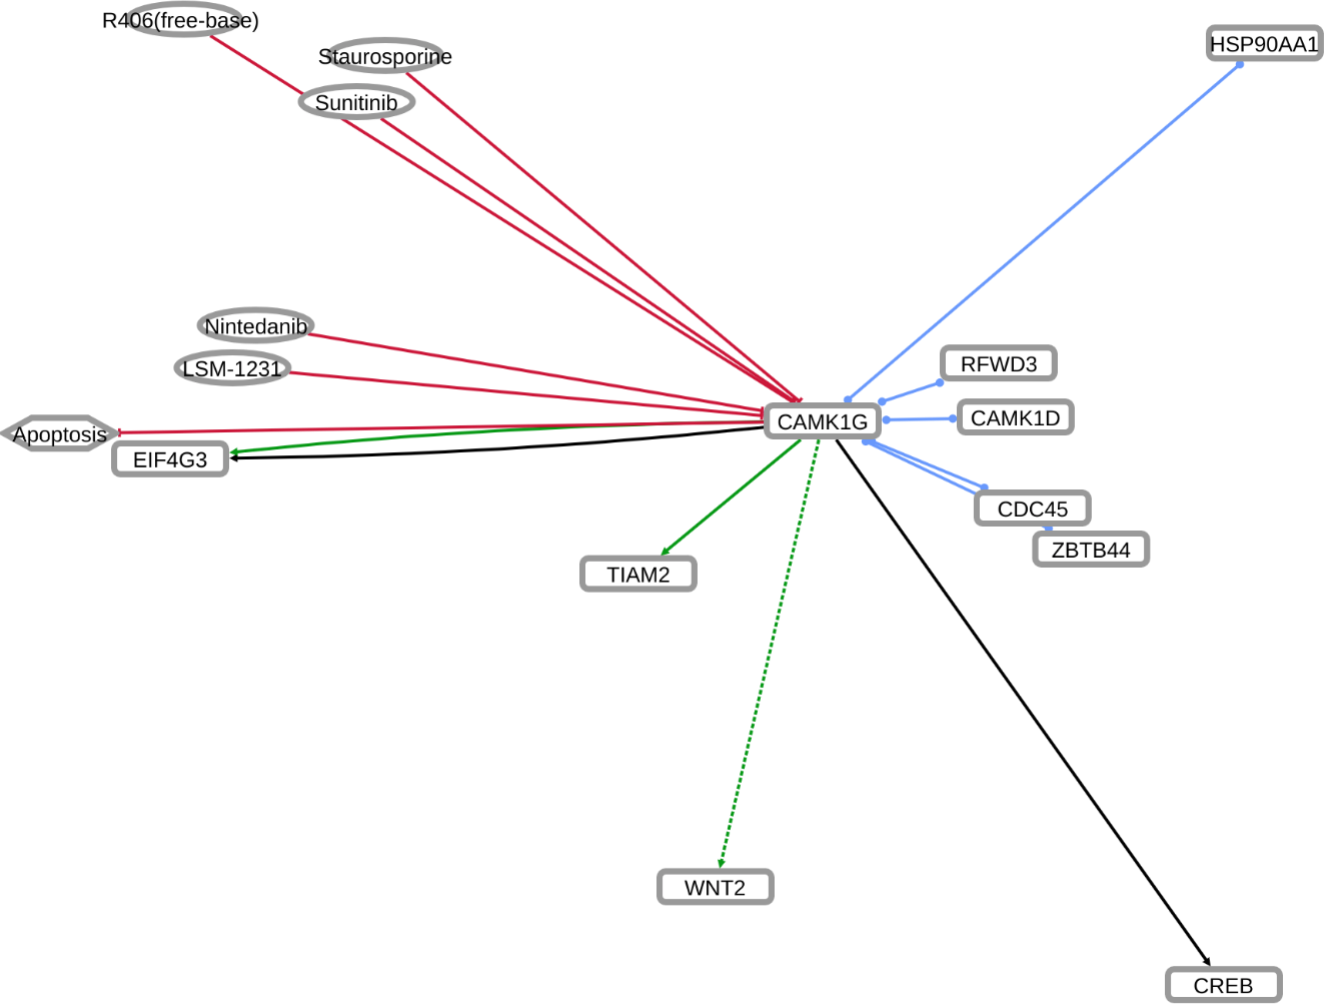 R406(free-base)
HSP90AA1
Staurosporine
Sunitinib
Nintedanib
RFWD3
LSM-1231
CAMK1D
CAMK1G
Apoptosis
EIF4G3
CDC45
ZBTB44
TIAM2
WNT2
CREB